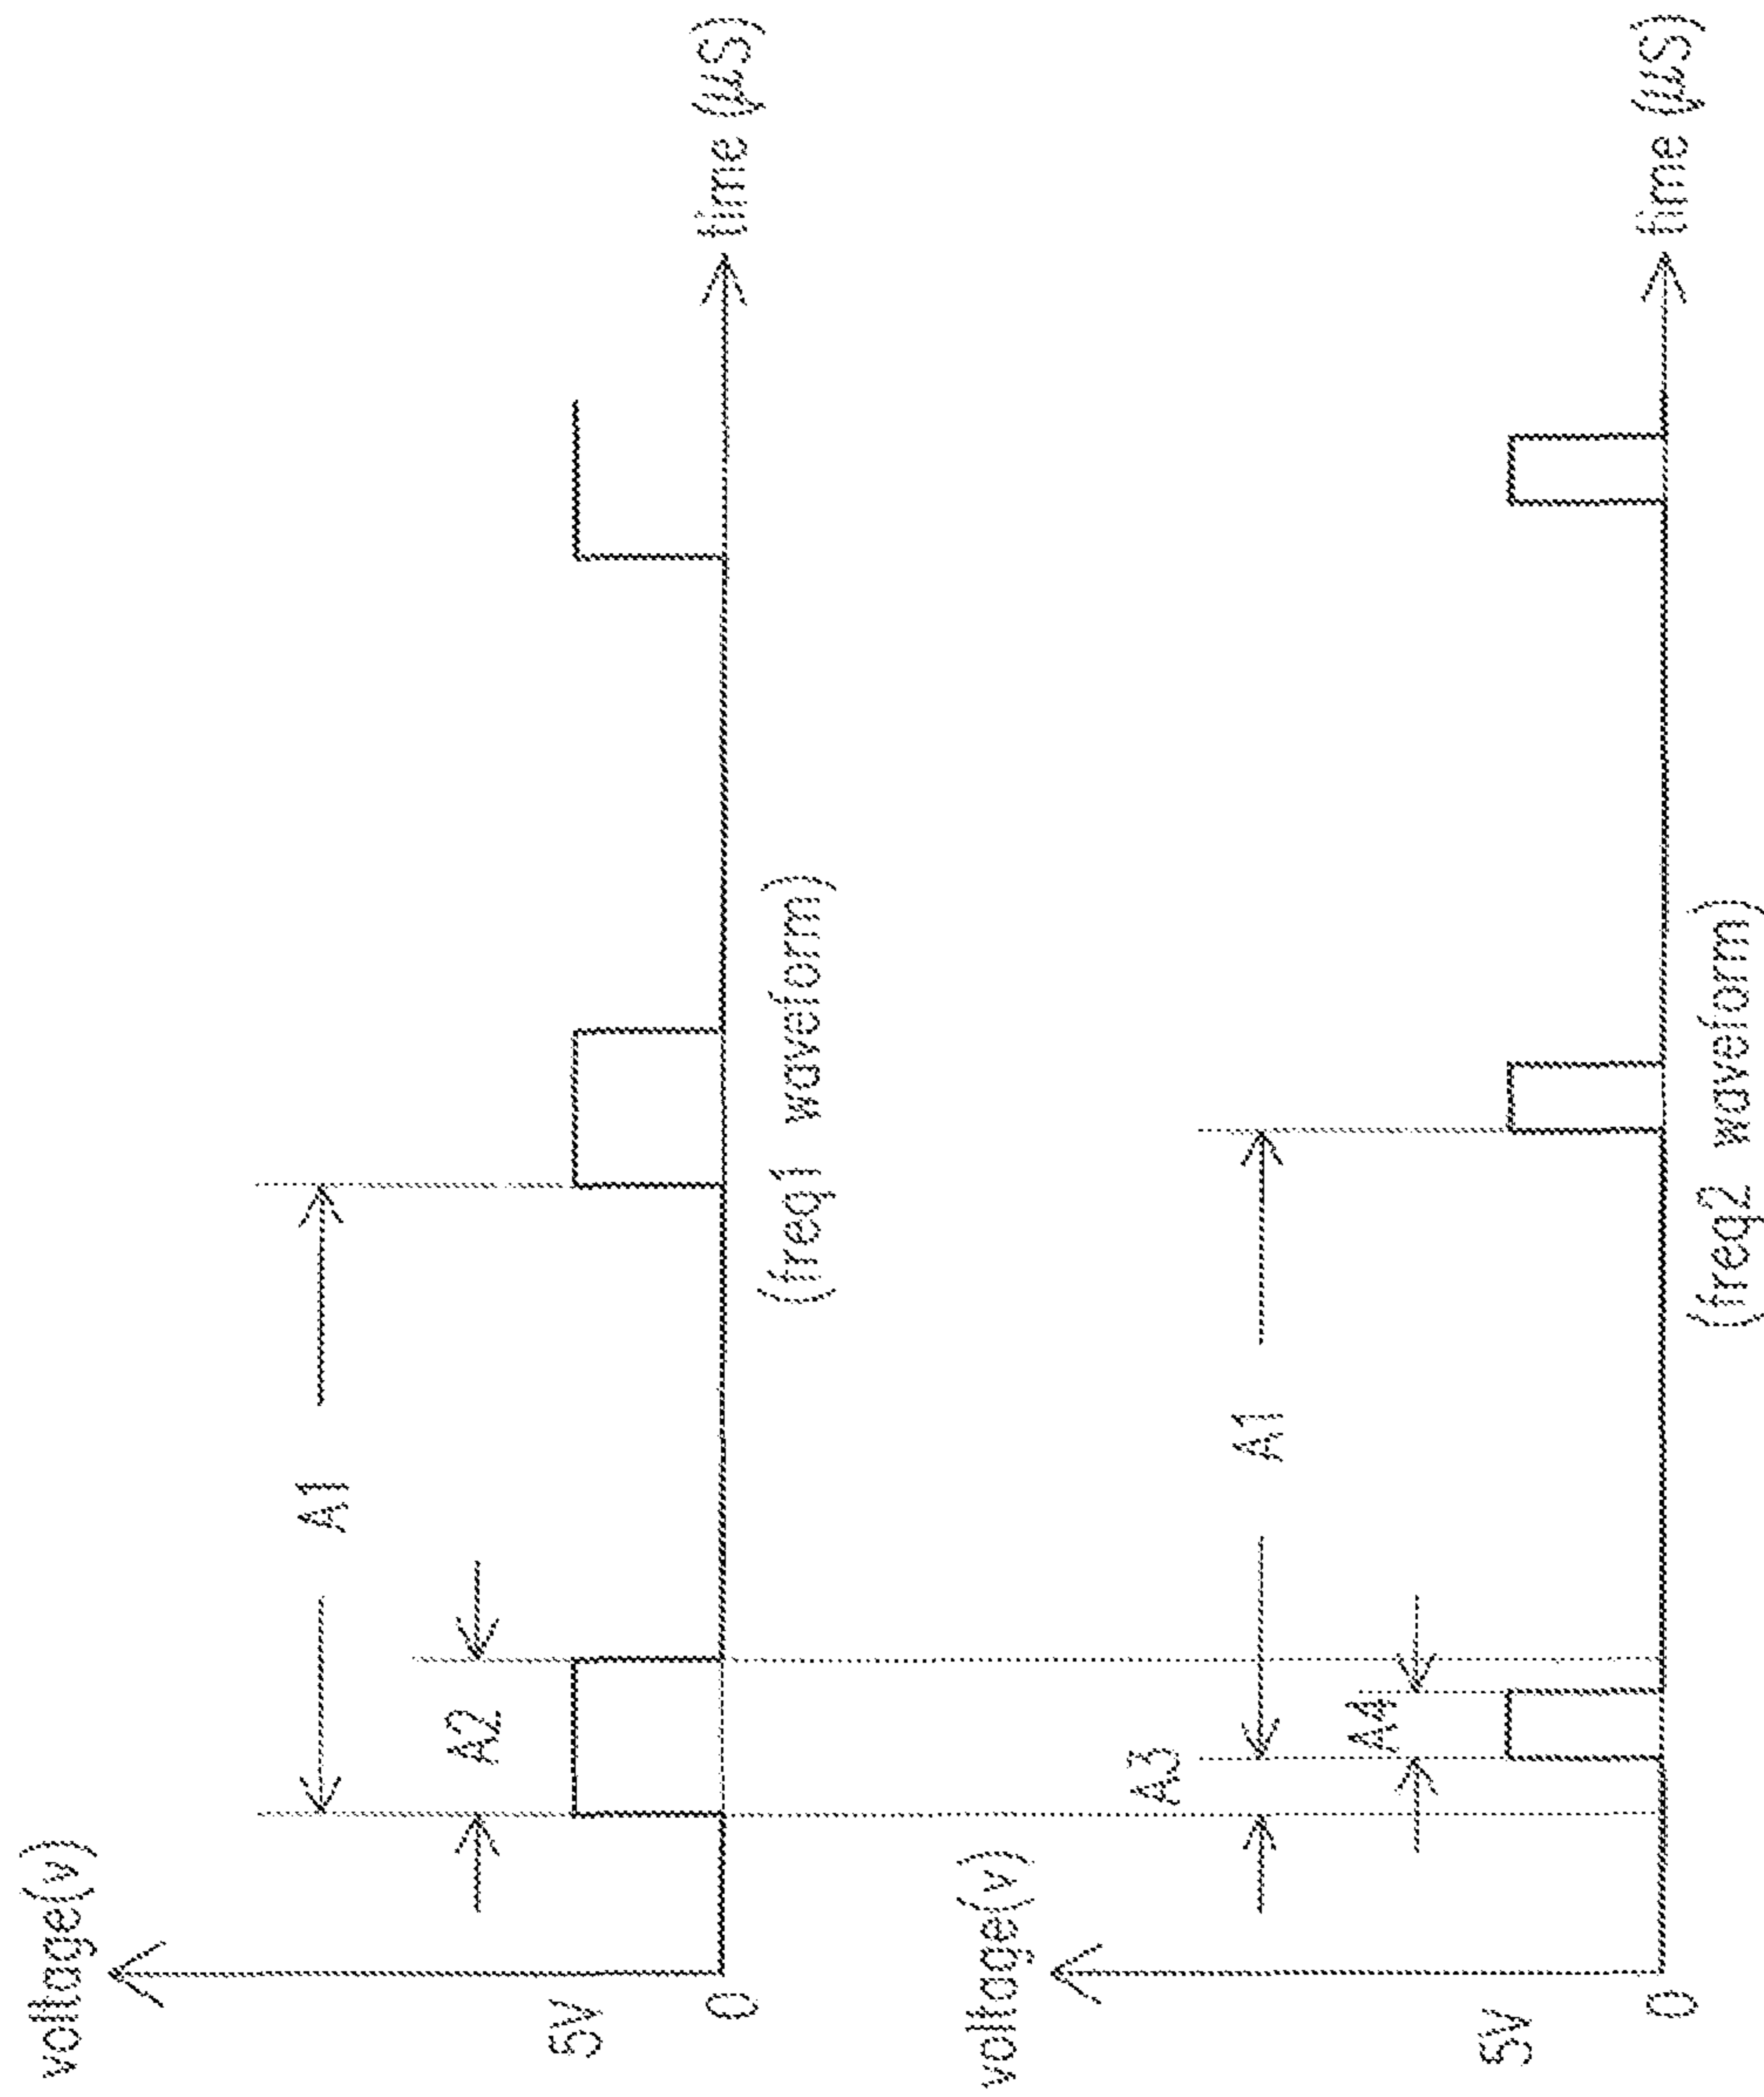 voltage(v)
A1
A2
5V
0
time (µS)
(freq1 waveform)
voltage(v)
A3
A1
A4
5V
0
time (µS)
(freq2 waveform)